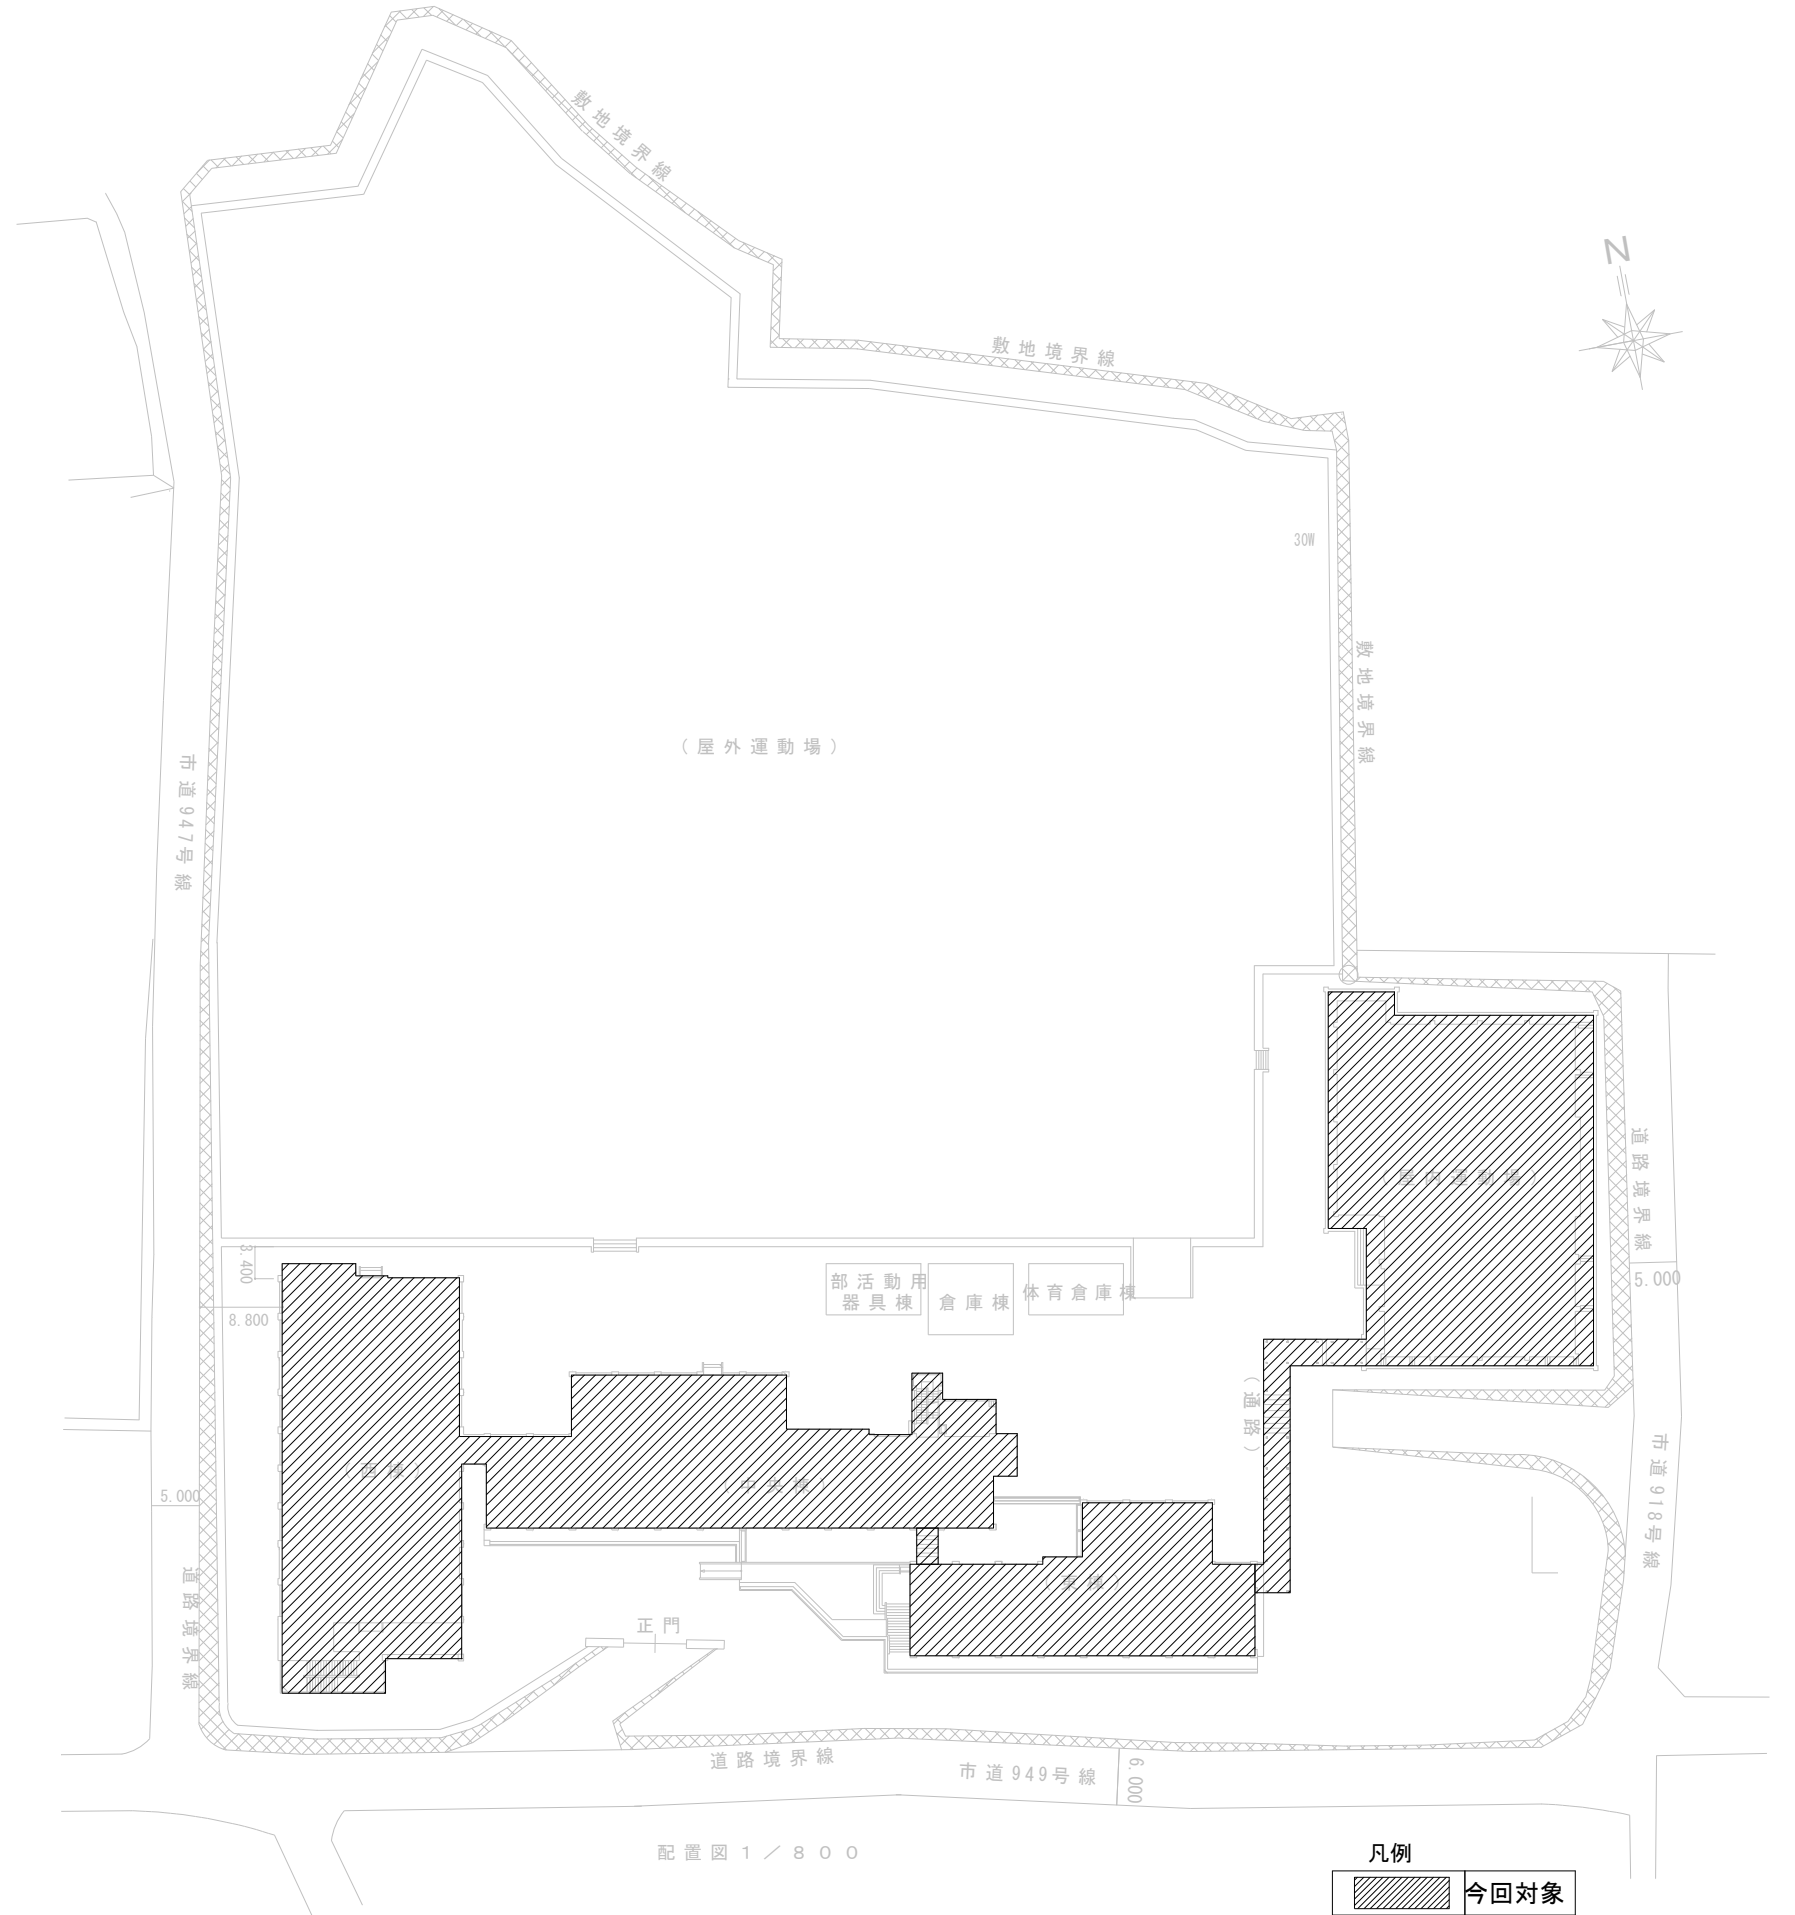 敷地境界線
N
敷地境界線
30W
敷地境界線
（屋外運動場）
市道947号線
道路境界線
（屋内運動場）
3.400
部活動用
器具棟
倉庫棟
体育倉庫棟
5.000
8.800
（通路）
（西棟）
（中央棟）
市道918号線
5.000
道路境界線
（東棟）
正門
道路境界線
市道949号線
6.000
配置図１／８００
凡例
今回対象